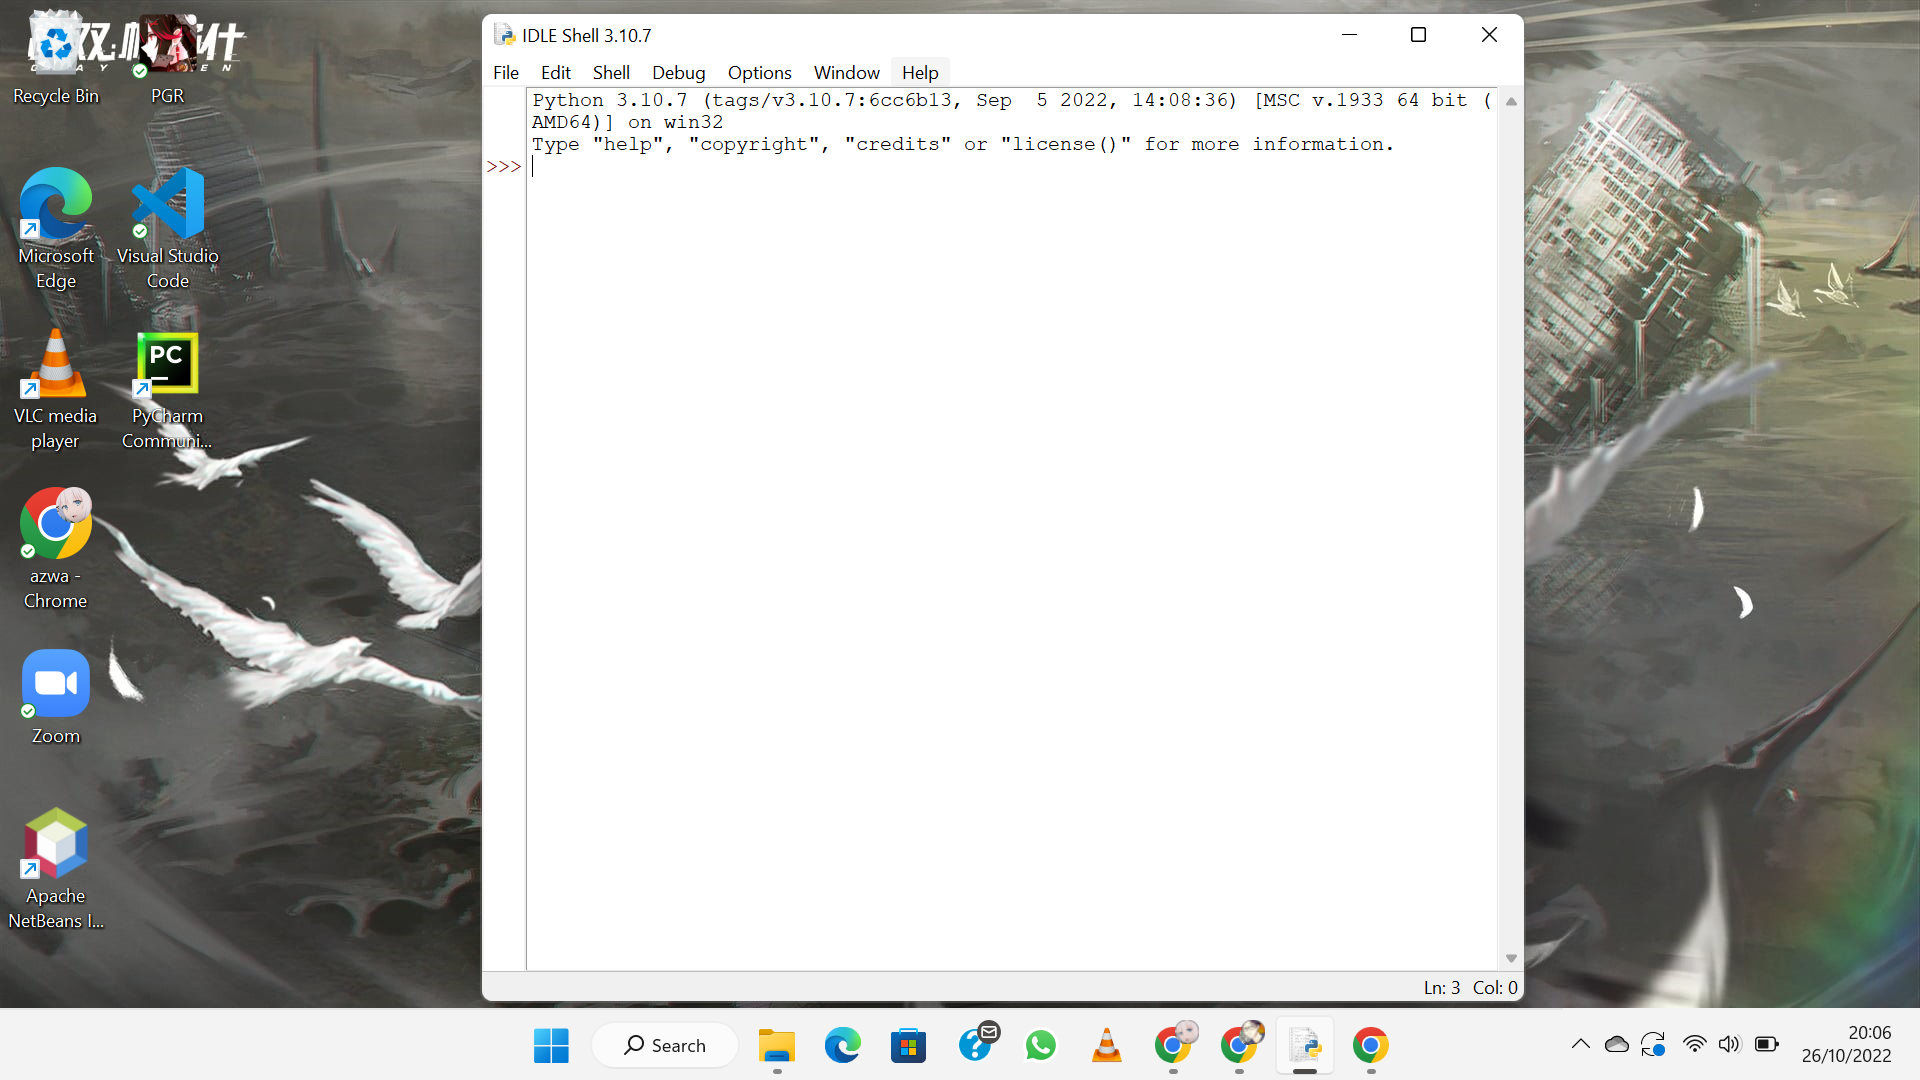 Recycle Bin
PGR
Microsoft
Edge
Visual Studio
Code
VLC media
player
PC
PyCharm
Communi...
azwa -
Chrome
Zoom
Apache
NetBeans I...
IDLE Shell 3.10.7
File Edit Shell Debug Options Window Help
Python 3.10.7 (tags/v3.10.7:6cc6b13, Sep  5 2022, 14:08:36) [MSC v.1933 64 bit (
AMD64)] on win32
Type "help", "copyright", "credits" or "license()" for more information.
>>>
Ln: 3 Col: 0
Search
20:06
26/10/2022